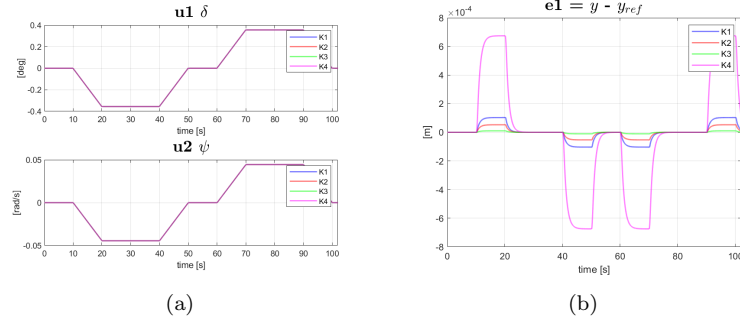 u1 δ
0.4
0.2
0
-0.2
-0.4
[deg]
0 10 20 30 40 50 60 70 80 90 100
time [s]
K1
K2
K3
K4
u2 ψ
0.05
0
-0.05
[rad/s]
0 10 20 30 40 50 60 70 80 90 100
time [s]
K1
K2
K3
K4
(a)
e1 = y - y_ref
×10⁻⁴
8
6
4
2
0
-2
-4
-6
-8
[m]
0 20 40 60 80 100
time [s]
K1
K2
K3
K4
(b)